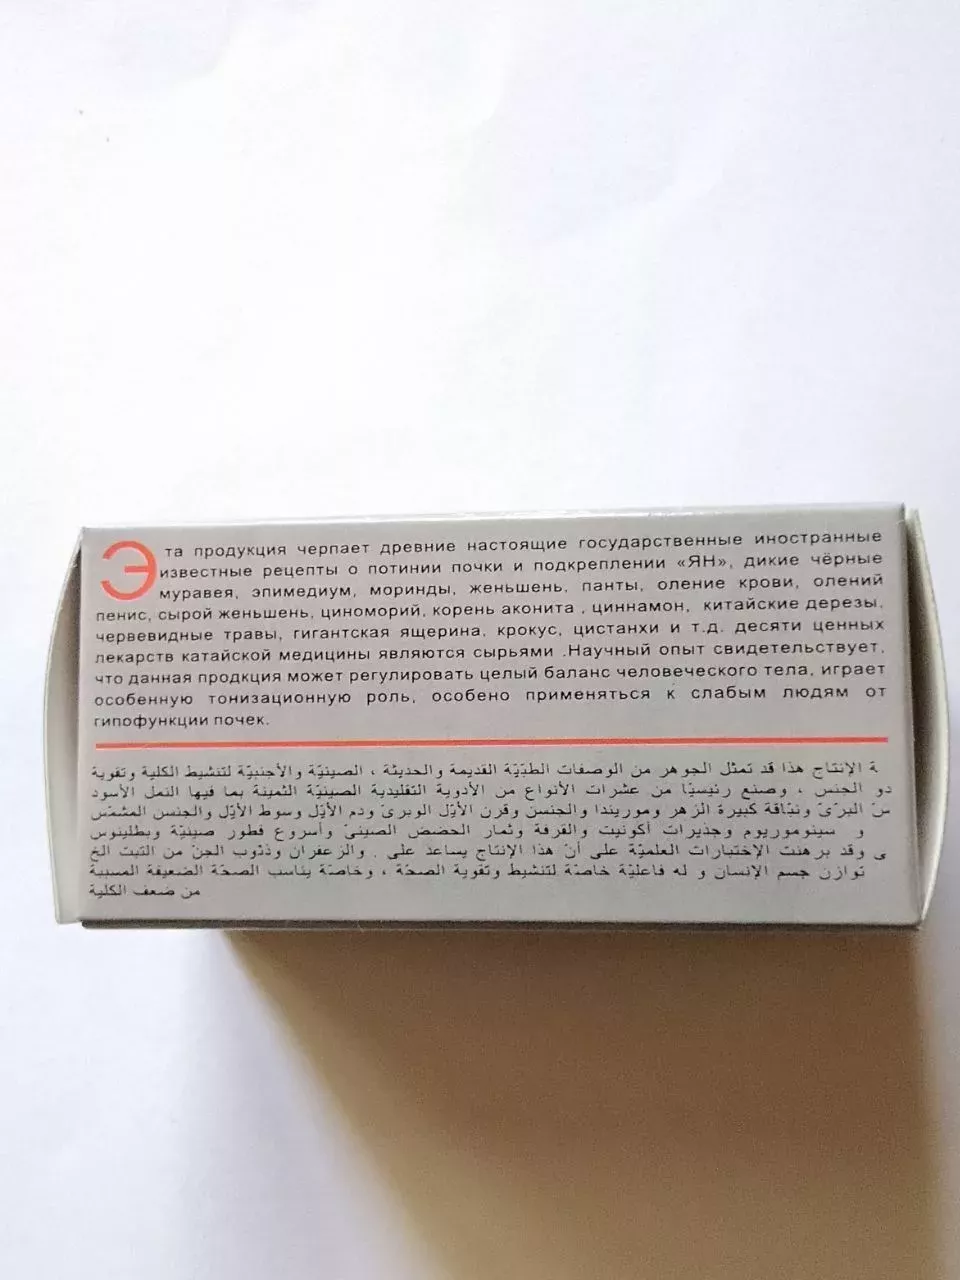 Эта продукция черпает древние настоящие государственные иностранные
известные рецепты о потинии почки и подкреплении «ЯН», дикие чёрные
муравея, эпимедиум, моринды, женьшень, панты, оление крови, олений
пенис, сырой женьшень, циноморий, корень аконита , циннамон, китайские дерезы,
червевидные травы, гигантская ящерина, крокус, цистанхи и т.д. десяти ценных
лекарств катайской медицины являются сырьями .Научный опыт свидетельствует,
что данная продкция может регулировать целый баланс человеческого тела, играет
особенную тонизационную роль, особено применяться к слабым людям от
гипофункции почек.
ة الإنتاج هذا قد تمثل الجوهر من الوصفات الطبّيّة القديمة والحديثة ، الصينيّة والأجنبيّة لتنشيط الكلية وتقوية
دو الجنس ، وصنع رئيسيّا من عشرات الأنواع من الأدوية التقليدية الصينيّة الثمينة بما فيها النمل الأسود
سّ البرّى ونبّاقة كبيرة الزهر وموريندا والجنسن وقرن الأيل الوبرى ودم الأيّل وسوط الأيّل والجنسن المشمّس
و سينوموريوم وجذيرات أكونيت والقرفة وثمار الحضض الصينىّ وأسروع فطور صينيّة وبطلينوس
ى وقد برهنت الإختبارات العلميّة على أنّ هذا الإنتاج يساعد على . والزعفران وذئوب الجنّ من الثبت الخ
توازن جسم الإنسان و له فاعليّة خاصّة لتنشيط وتقوية الصحّة ، وخاصّة يناسب الصحّة الضعيفة المسببة
من ضعف الكلية